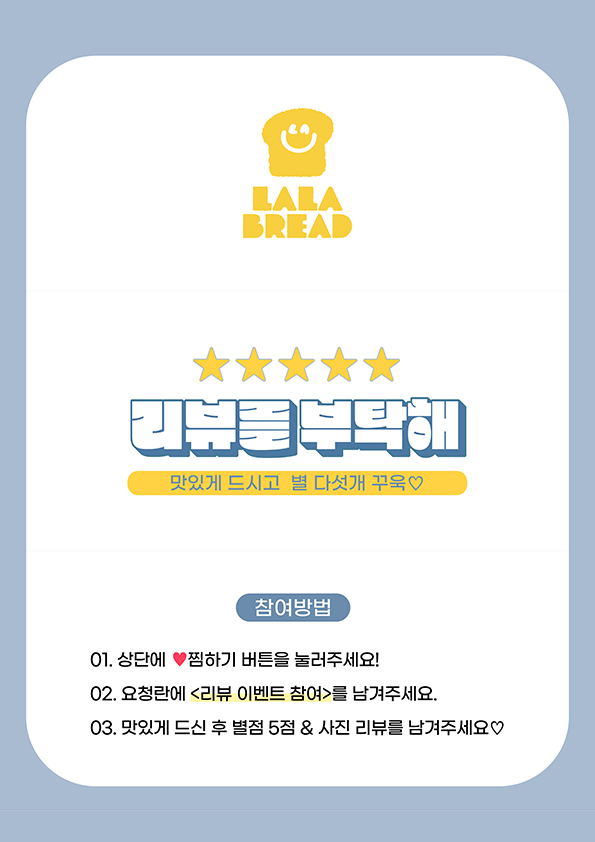 LALA
BREAD
리뷰를 부탁해
맛있게 드시고 별 다섯개 꾸욱♡
참여방법
01. 상단에 ♥찜하기 버튼을 눌러주세요!
02. 요청란에 <리뷰 이벤트 참여>를 남겨주세요.
03. 맛있게 드신 후 별점 5점 & 사진 리뷰를 남겨주세요♡